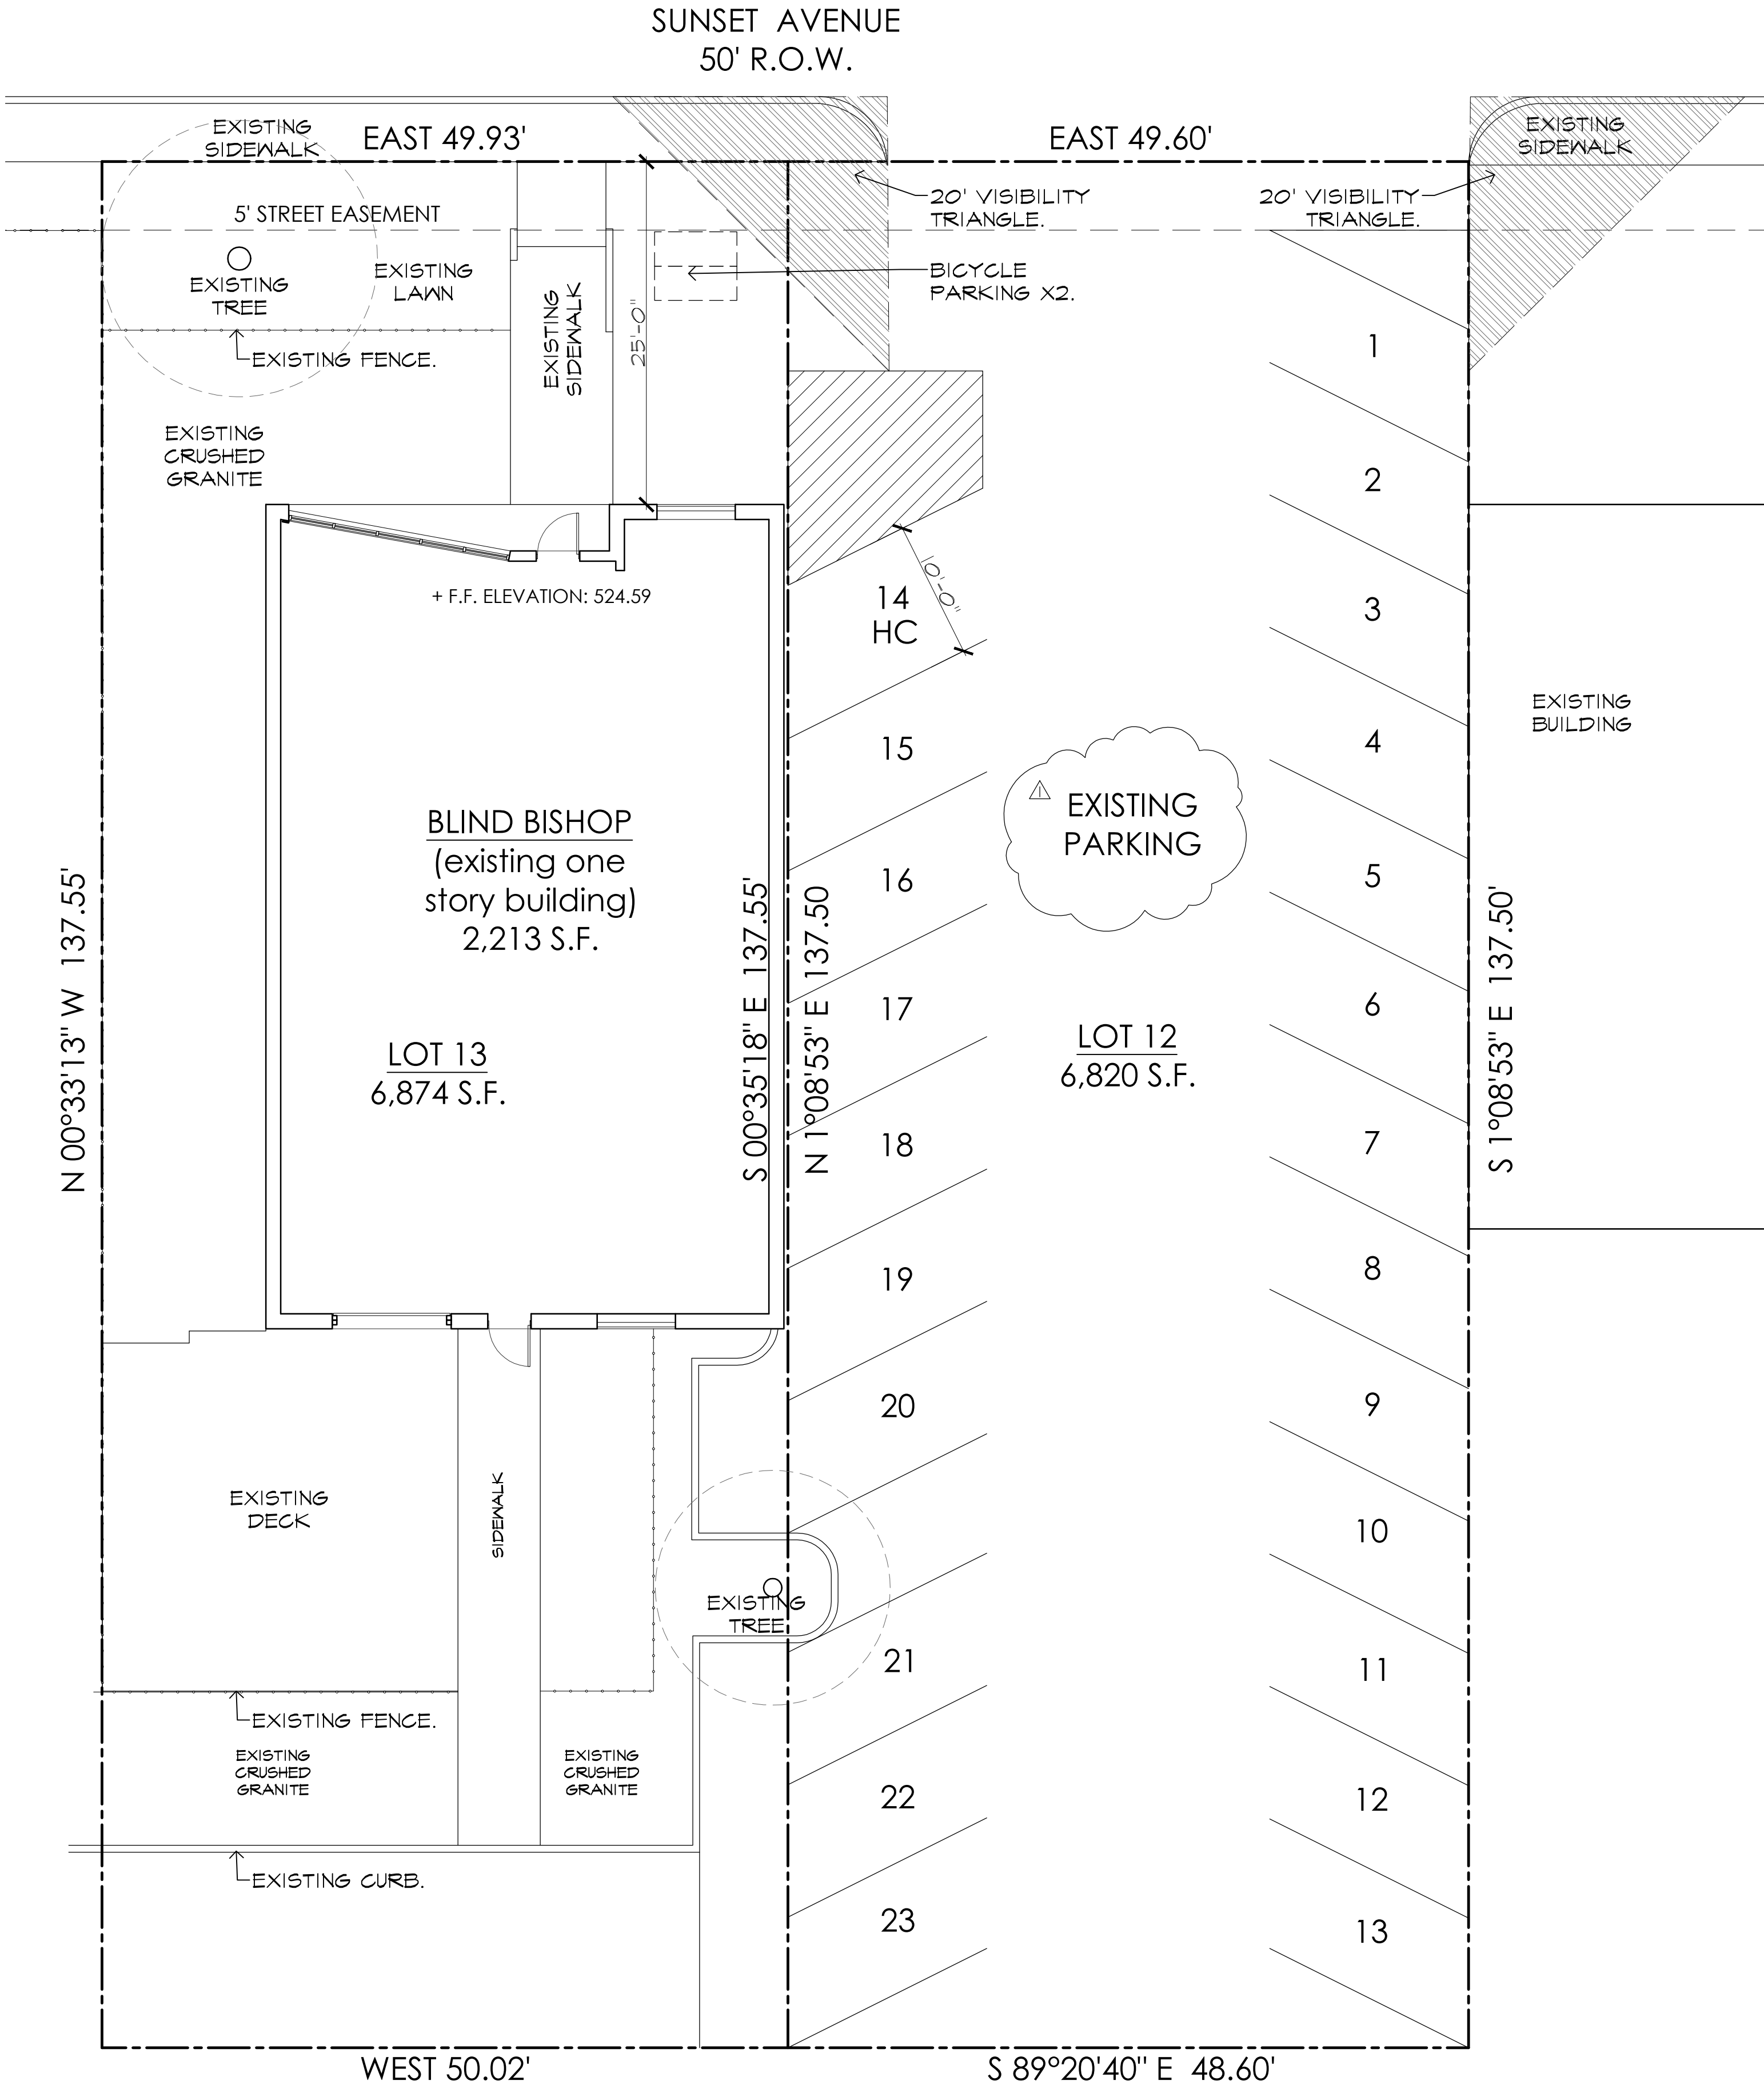 SUNSET AVENUE
50' R.O.W.
EXISTING
SIDEWALK
EAST 49.93'
EAST 49.60'
EXISTING
SIDEWALK
5' STREET EASEMENT
20' VISIBILITY
TRIANGLE.
20' VISIBILITY
TRIANGLE.
EXISTING
TREE
EXISTING
LAWN
EXISTING
SIDEWALK
25'-0"
BICYCLE
PARKING X2.
EXISTING FENCE.
EXISTING
CRUSHED
GRANITE
+ F.F. ELEVATION: 524.59
10'-0"
14
HC
15
16
17
18
19
20
21
22
23
1
2
3
4
5
6
7
8
9
10
11
12
13
EXISTING
BUILDING
1
EXISTING
PARKING
BLIND BISHOP
(existing one
story building)
2,213 S.F.
LOT 13
6,874 S.F.
LOT 12
6,820 S.F.
N 00°33'13" W 137.55'
S 00°35'18" E 137.55'
N 1°08'53" E 137.50
S 1°08'53" E 137.50'
EXISTING
DECK
SIDEWALK
EXISTING
TREE
EXISTING FENCE.
EXISTING
CRUSHED
GRANITE
EXISTING
CRUSHED
GRANITE
EXISTING CURB.
WEST 50.02'
S 89°20'40" E 48.60'